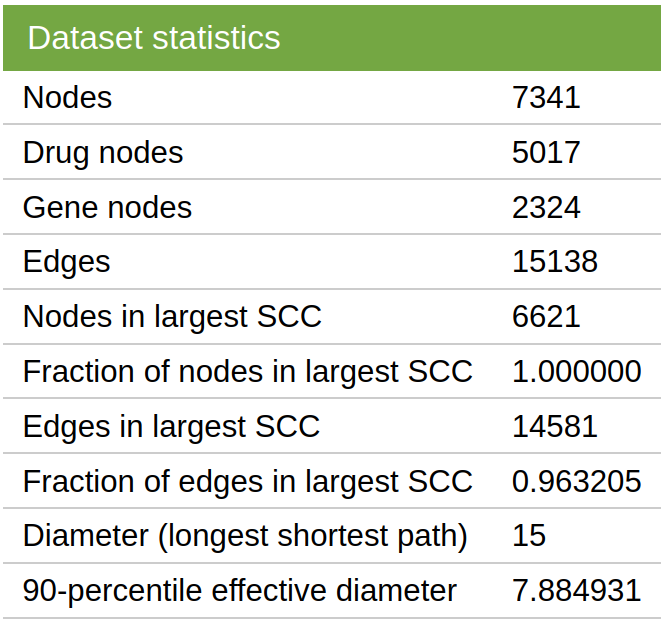 Dataset statistics
Nodes 7341
Drug nodes 5017
Gene nodes 2324
Edges 15138
Nodes in largest SCC 6621
Fraction of nodes in largest SCC 1.000000
Edges in largest SCC 14581
Fraction of edges in largest SCC 0.963205
Diameter (longest shortest path) 15
90-percentile effective diameter 7.884931